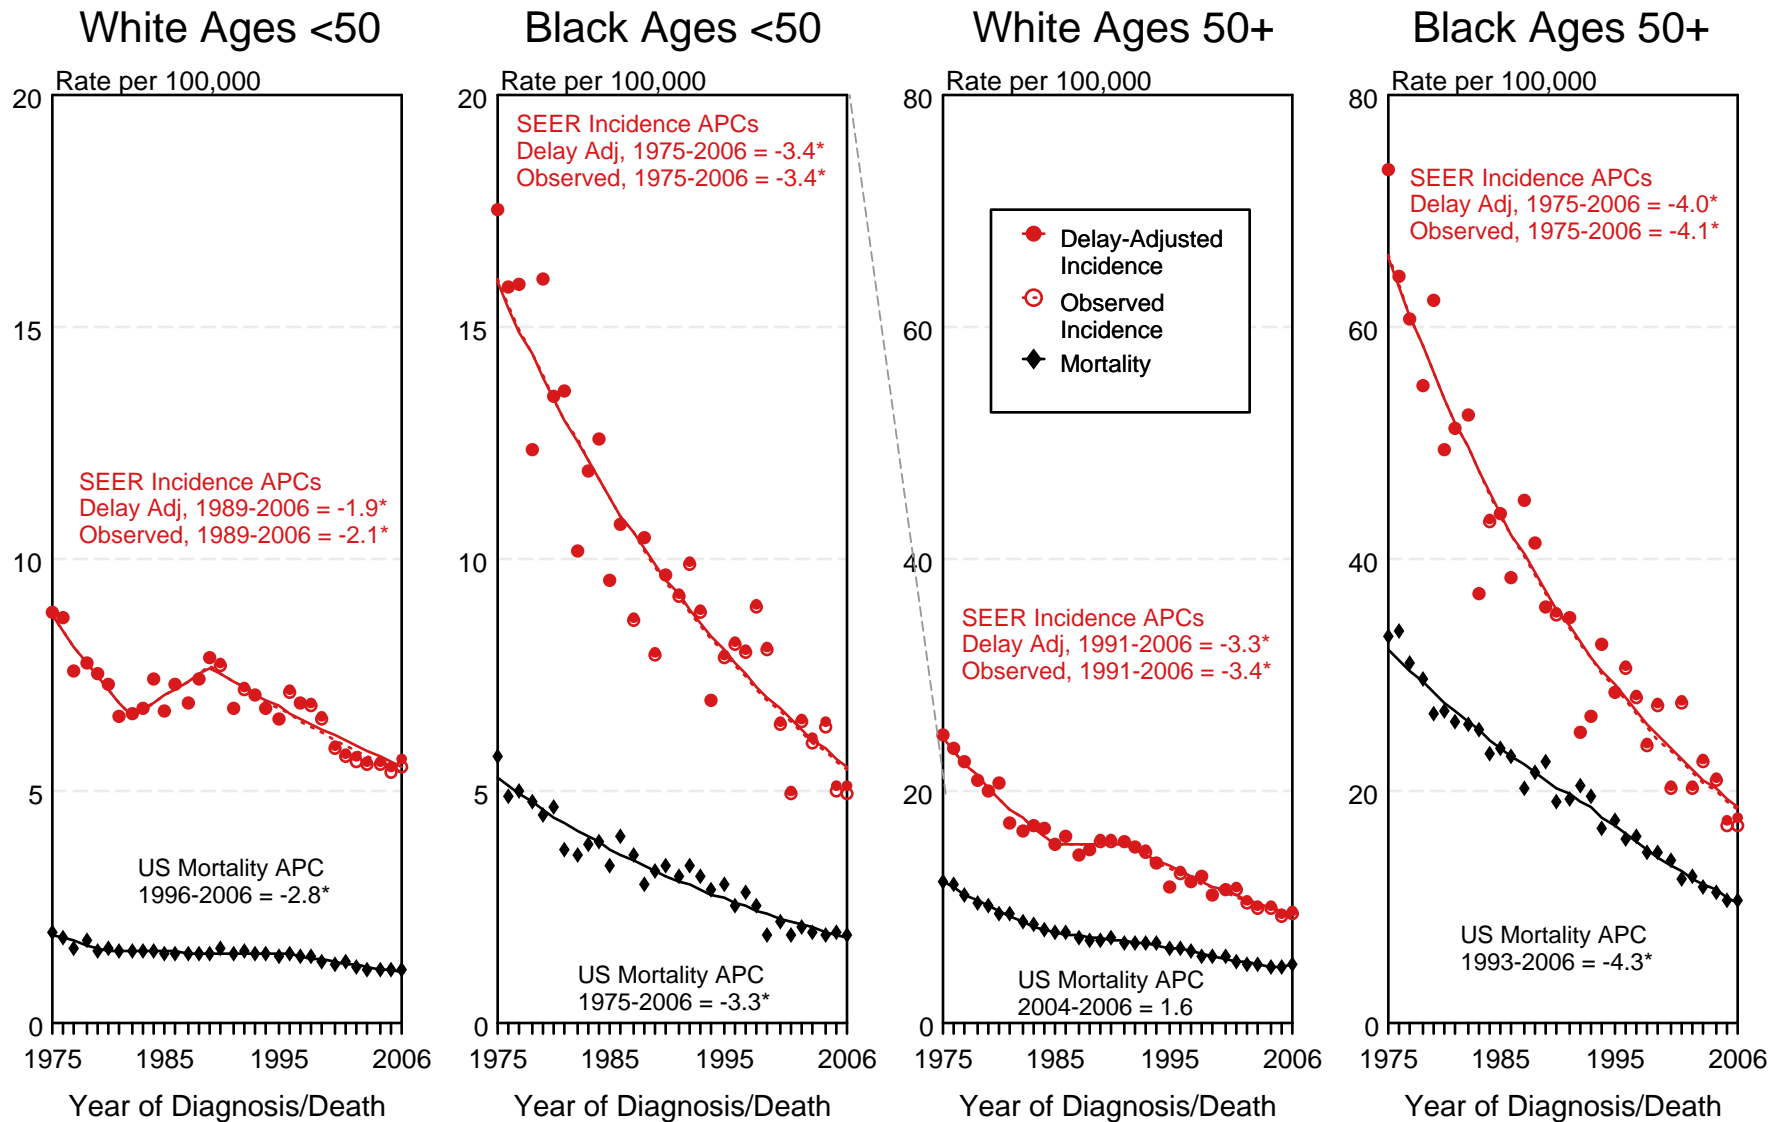 White Ages <50
Rate per 100,000
20
15
10
5
0
SEER Incidence APCs
Delay Adj, 1989-2006 = -1.9*
Observed, 1989-2006 = -2.1*
US Mortality APC
1996-2006 = -2.8*
1975 1985 1995 2006
Year of Diagnosis/Death
Black Ages <50
Rate per 100,000
20
15
10
5
0
SEER Incidence APCs
Delay Adj, 1975-2006 = -3.4*
Observed, 1975-2006 = -3.4*
US Mortality APC
1975-2006 = -3.3*
1975 1985 1995 2006
Year of Diagnosis/Death
White Ages 50+
Rate per 100,000
80
60
40
20
0
Delay-Adjusted
Incidence
Observed
Incidence
Mortality
SEER Incidence APCs
Delay Adj, 1991-2006 = -3.3*
Observed, 1991-2006 = -3.4*
US Mortality APC
2004-2006 = 1.6
1975 1985 1995 2006
Year of Diagnosis/Death
Black Ages 50+
Rate per 100,000
80
60
40
20
0
SEER Incidence APCs
Delay Adj, 1975-2006 = -4.0*
Observed, 1975-2006 = -4.1*
US Mortality APC
1993-2006 = -4.3*
1975 1985 1995 2006
Year of Diagnosis/Death